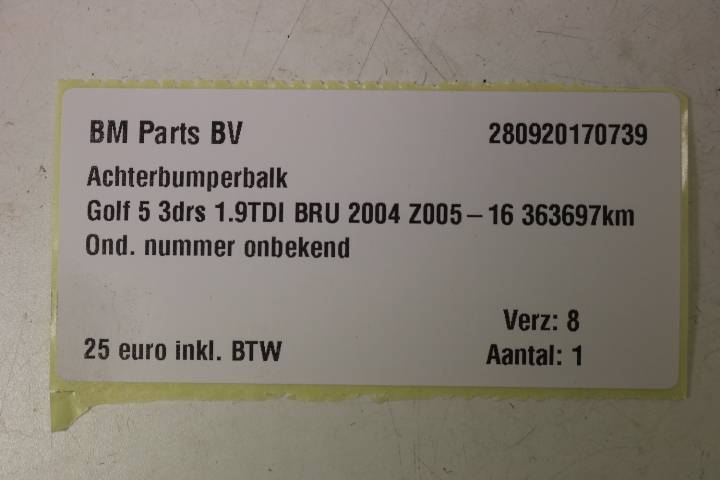 BM Parts BV 280920170739
Achterbumperbalk
Golf 5 3drs 1.9TDI BRU 2004 Z005-16 363697km
Ond. nummer onbekend
Verz: 8
25 euro inkl. BTW Aantal: 1